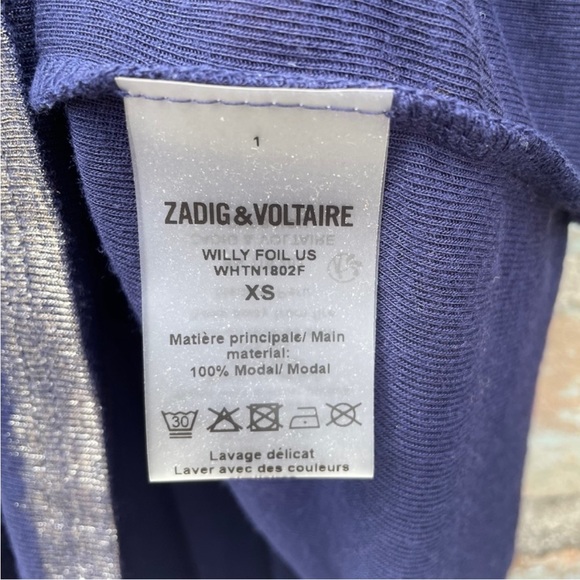 1
ZADIG&VOLTAIRE
WILLY FOIL US
WHTN1802F
XS
Matière principale/ Main
material:
100% Modal/ Modal
30
Lavage délicat
Laver avec des couleurs